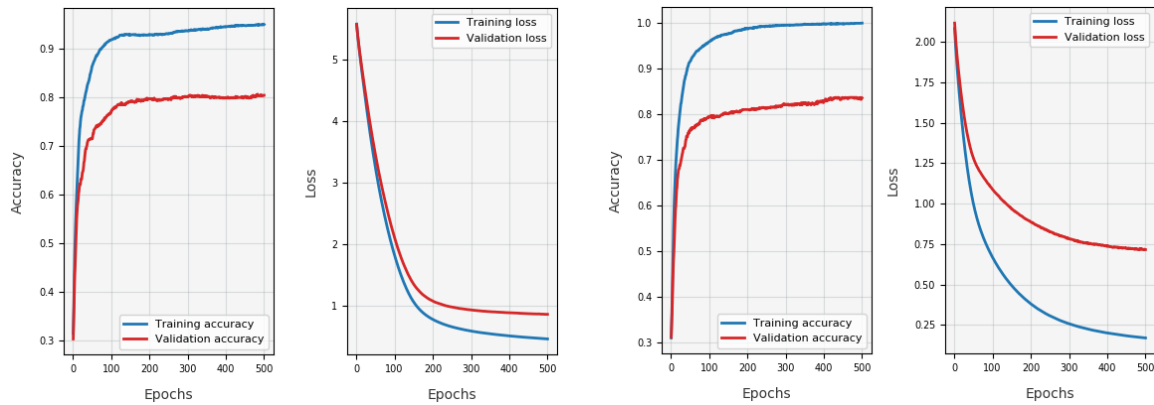 0.9
0.8
0.7
0.6
0.5
0.4
0.3
Accuracy
0 100 200 300 400 500
Epochs
Training accuracy
Validation accuracy
5
4
3
2
1
Loss
0 100 200 300 400 500
Epochs
Training loss
Validation loss
1.0
0.9
0.8
0.7
0.6
0.5
0.4
0.3
Accuracy
0 100 200 300 400 500
Epochs
Training accuracy
Validation accuracy
2.00
1.75
1.50
1.25
1.00
0.75
0.50
0.25
Loss
0 100 200 300 400 500
Epochs
Training loss
Validation loss